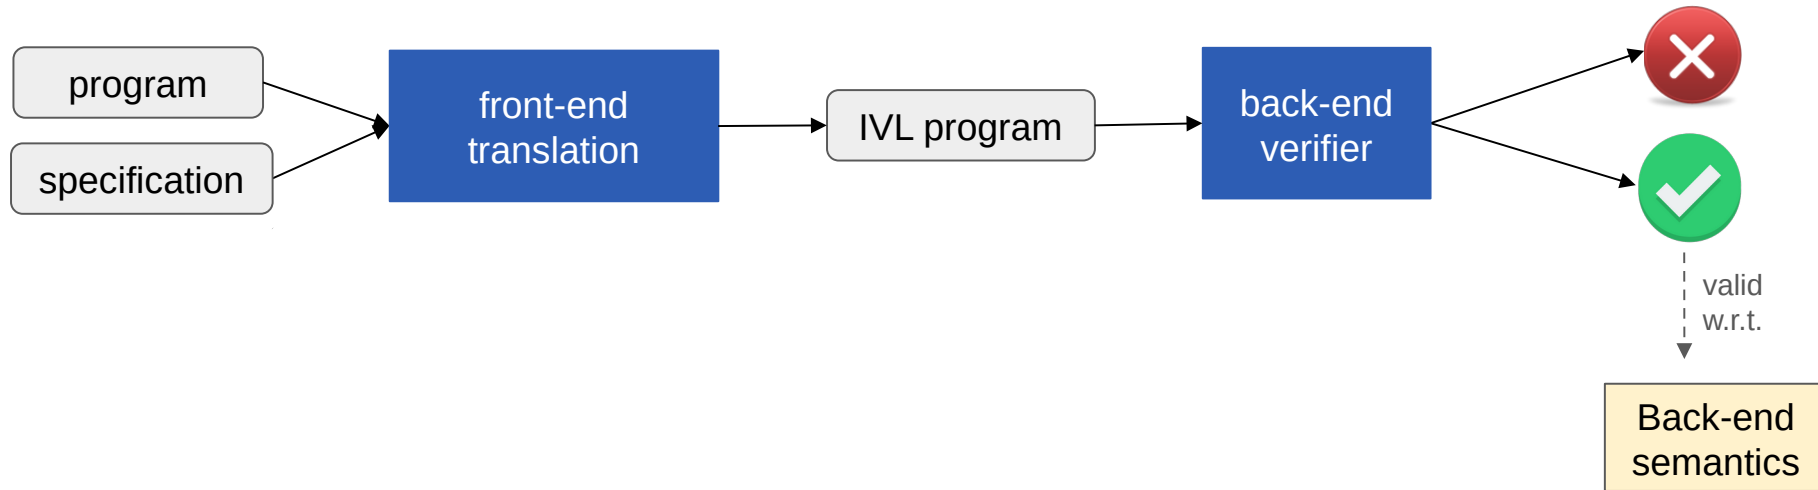 program
specification
front-end
translation
IVL program
back-end
verifier
valid
w.r.t.
Back-end
semantics